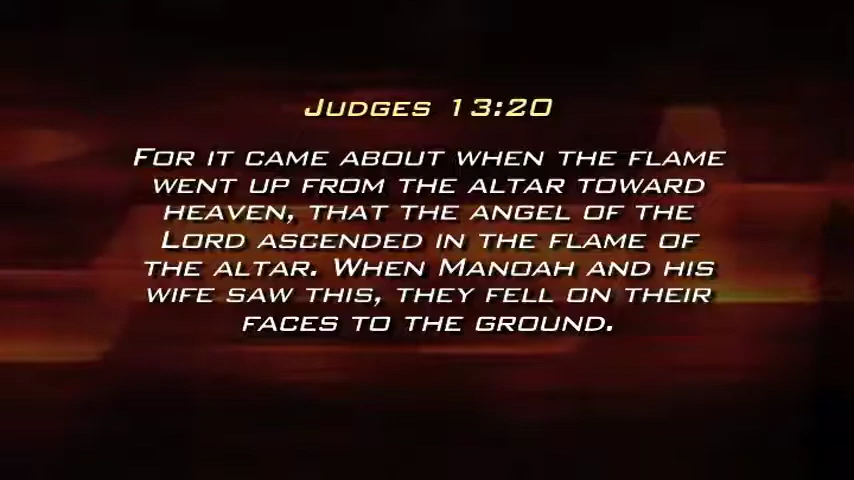 Judges 13:20
For it came about when the flame
went up from the altar toward
heaven, that the angel of the
Lord ascended in the flame of
the altar. When Manoah and his
wife saw this, they fell on their
faces to the ground.